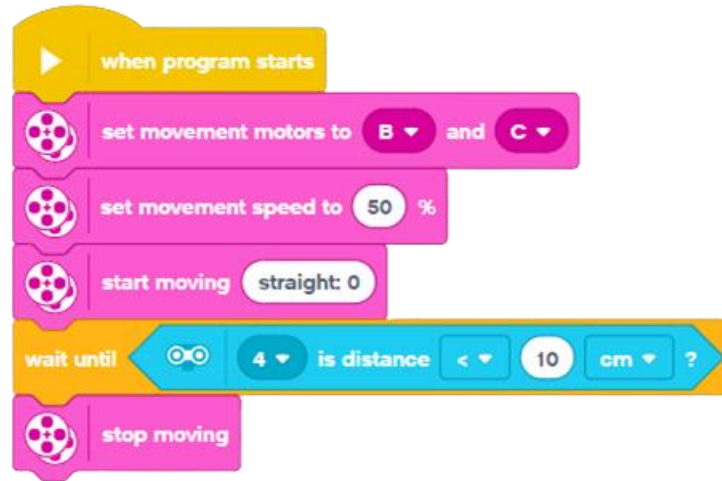 when program starts
set movement motors to B and C
set movement speed to 50 %
start moving straight: 0
wait until 4 is distance < 10 cm ?
stop moving